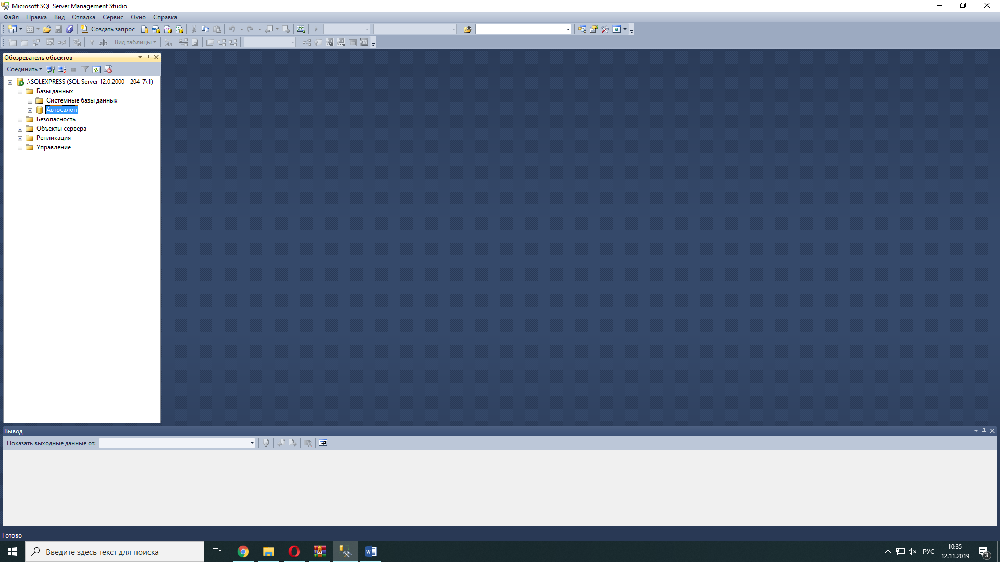 Microsoft SQL Server Management Studio
Файл Правка Вид Отладка Сервис Окно Справка
Создать запрос
Вид таблицы
Обозреватель объектов
Соединить
.\SQLEXPRESS (SQL Server 12.0.2000 - 204-7\1)
Базы данных
Системные базы данных
Автосалон
Безопасность
Объекты сервера
Репликация
Управление
Вывод
Показать выходные данные от:
Готово
Введите здесь текст для поиска
РУС
10:35
12.11.2019
3